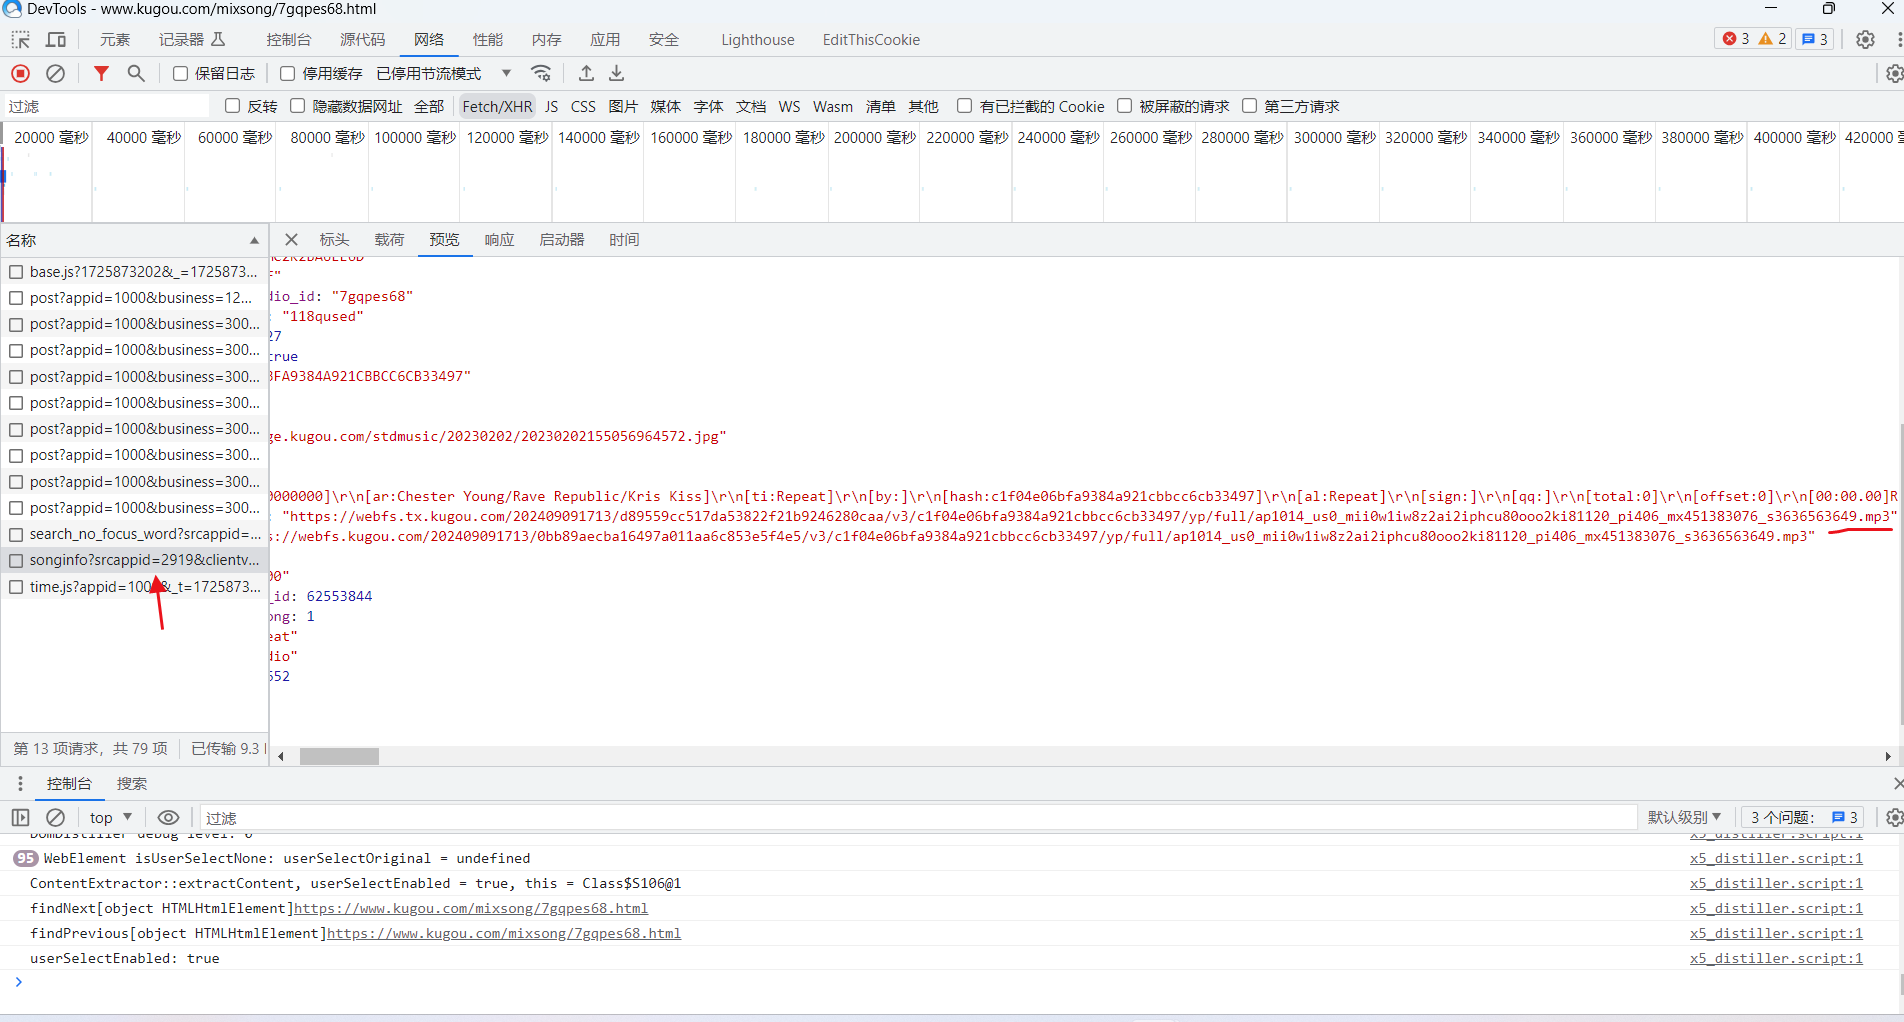 DevTools - www.kugou.com/mixsong/7gqpes68.html
元素 记录器 控制台 源代码 网络 性能 内存 应用 安全 Lighthouse EditThisCookie 3 2 3
保留日志 停用缓存 已停用节流模式
过滤 反转 隐藏数据网址 全部 Fetch/XHR JS CSS 图片 媒体 字体 文档 WS Wasm 清单 其他 有已拦截的 Cookie 被屏蔽的请求 第三方请求
20000 毫秒 40000 毫秒 60000 毫秒 80000 毫秒 100000 毫秒 120000 毫秒 140000 毫秒 160000 毫秒 180000 毫秒 200000 毫秒 220000 毫秒 240000 毫秒 260000 毫秒 280000 毫秒 300000 毫秒 320000 毫秒 340000 毫秒 360000 毫秒 380000 毫秒 400000 毫秒 420000
名称
base.js?1725873202&_=1725873...
post?appid=1000&business=12...
post?appid=1000&business=300...
post?appid=1000&business=300...
post?appid=1000&business=300...
post?appid=1000&business=300...
post?appid=1000&business=300...
post?appid=1000&business=300...
post?appid=1000&business=300...
post?appid=1000&business=300...
search_no_focus_word?srcappid=...
songinfo?srcappid=2919&clientv...
time.js?appid=100 &_t=1725873...
第 13 项请求，共 79 项 已传输 9.3
标头 载荷 预览 响应 启动器 时间
"
dio_id: "7gqpes68"
: "118qused"
27
true
3FA9384A921CBBCC6CB33497"
ge.kugou.com/stdmusic/20230202/20230202155056964572.jpg"
0000000]\r\n[ar:Chester Young/Rave Republic/Kris Kiss]\r\n[ti:Repeat]\r\n[by:]\r\n[hash:c1f04e06bfa9384a921cbbcc6cb33497]\r\n[al:Repeat]\r\n[sign:]\r\n[qq:]\r\n[total:0]\r\n[offset:0]\r\n[00:00.00]R
: "https://webfs.tx.kugou.com/202409091713/d89559cc517da53822f21b9246280caa/v3/c1f04e06bfa9384a921cbbcc6cb33497/yp/full/ap1014_us0_mii0w1iw8z2ai2iphcu80ooo2ki81120_pi406_mx451383076_s3636563649.mp3"
s://webfs.kugou.com/202409091713/0bb89aecba16497a011aa6c853e5f4e5/v3/c1f04e06bfa9384a921cbbcc6cb33497/yp/full/ap1014_us0_mii0w1iw8z2ai2iphcu80ooo2ki81120_pi406_mx451383076_s3636563649.mp3"
00"
_id: 62553844
ong: 1
eat"
dio"
552
控制台 搜索
top 过滤 默认级别 3 个问题： 3
DomDistiller debug level: 0 x5_distiller.script:1
95 WebElement isUserSelectNone: userSelectOriginal = undefined x5_distiller.script:1
ContentExtractor::extractContent, userSelectEnabled = true, this = Class$S106@1 x5_distiller.script:1
findNext[object HTMLHtmlElement]https://www.kugou.com/mixsong/7gqpes68.html x5_distiller.script:1
findPrevious[object HTMLHtmlElement]https://www.kugou.com/mixsong/7gqpes68.html x5_distiller.script:1
userSelectEnabled: true x5_distiller.script:1